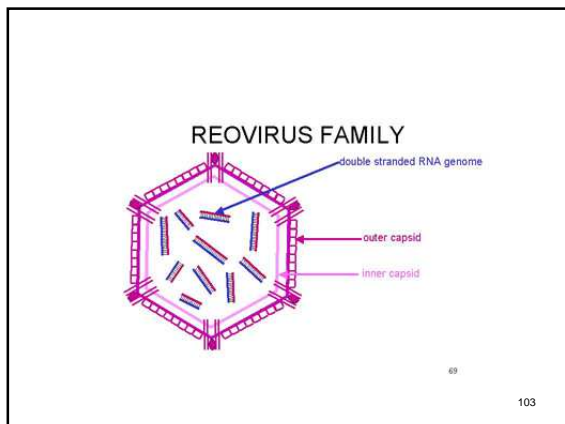 REOVIRUS FAMILY
double stranded RNA genome
outer capsid
inner capsid
69
103